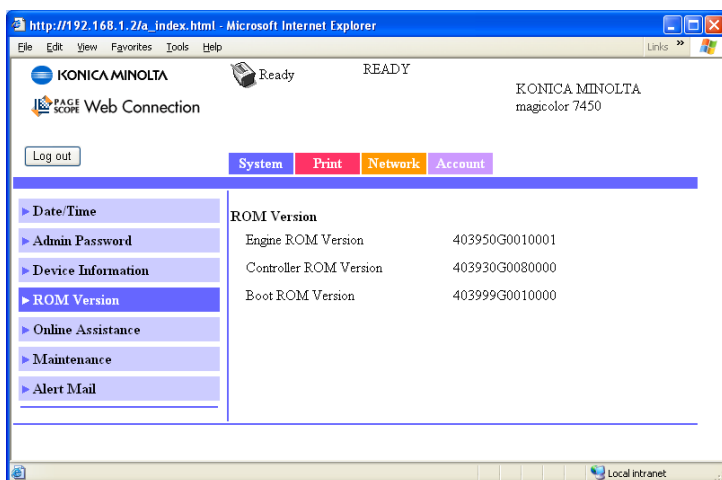 http://192.168.1.2/a_index.html - Microsoft Internet Explorer
File Edit View Favorites Tools Help
Links »
KONICA MINOLTA
Ready
READY
KONICA MINOLTA
magicolor 7450
PAGE SCOPE Web Connection
Log out
System Print Network Account
Date/Time
Admin Password
Device Information
ROM Version
Online Assistance
Maintenance
Alert Mail
ROM Version
Engine ROM Version 403950G0010001
Controller ROM Version 403930G0080000
Boot ROM Version 403999G0010000
Local intranet